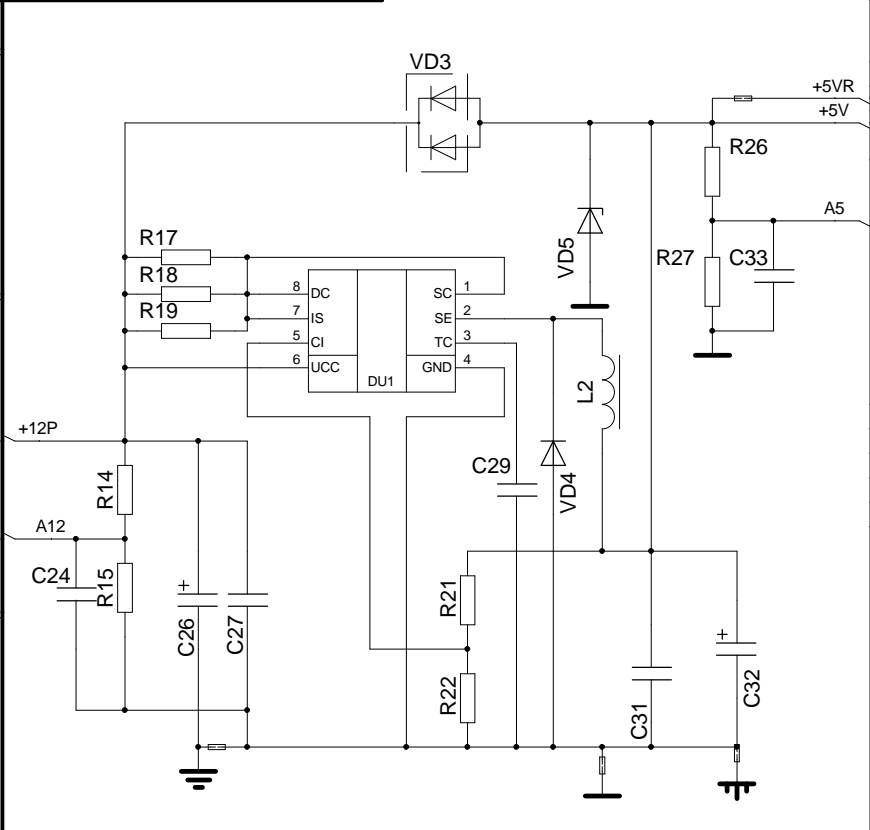 VD3
+5VR
+5V
R26
A5
R17
VD5
R27
C33
R18
R19
8
DC
SC
1
7
IS
SE
2
5
CI
TC
3
6
UCC
GND
4
DU1
L2
+12P
R14
C29
VD4
A12
C24
R15
+
C26
C27
R21
R22
+
C31
C32